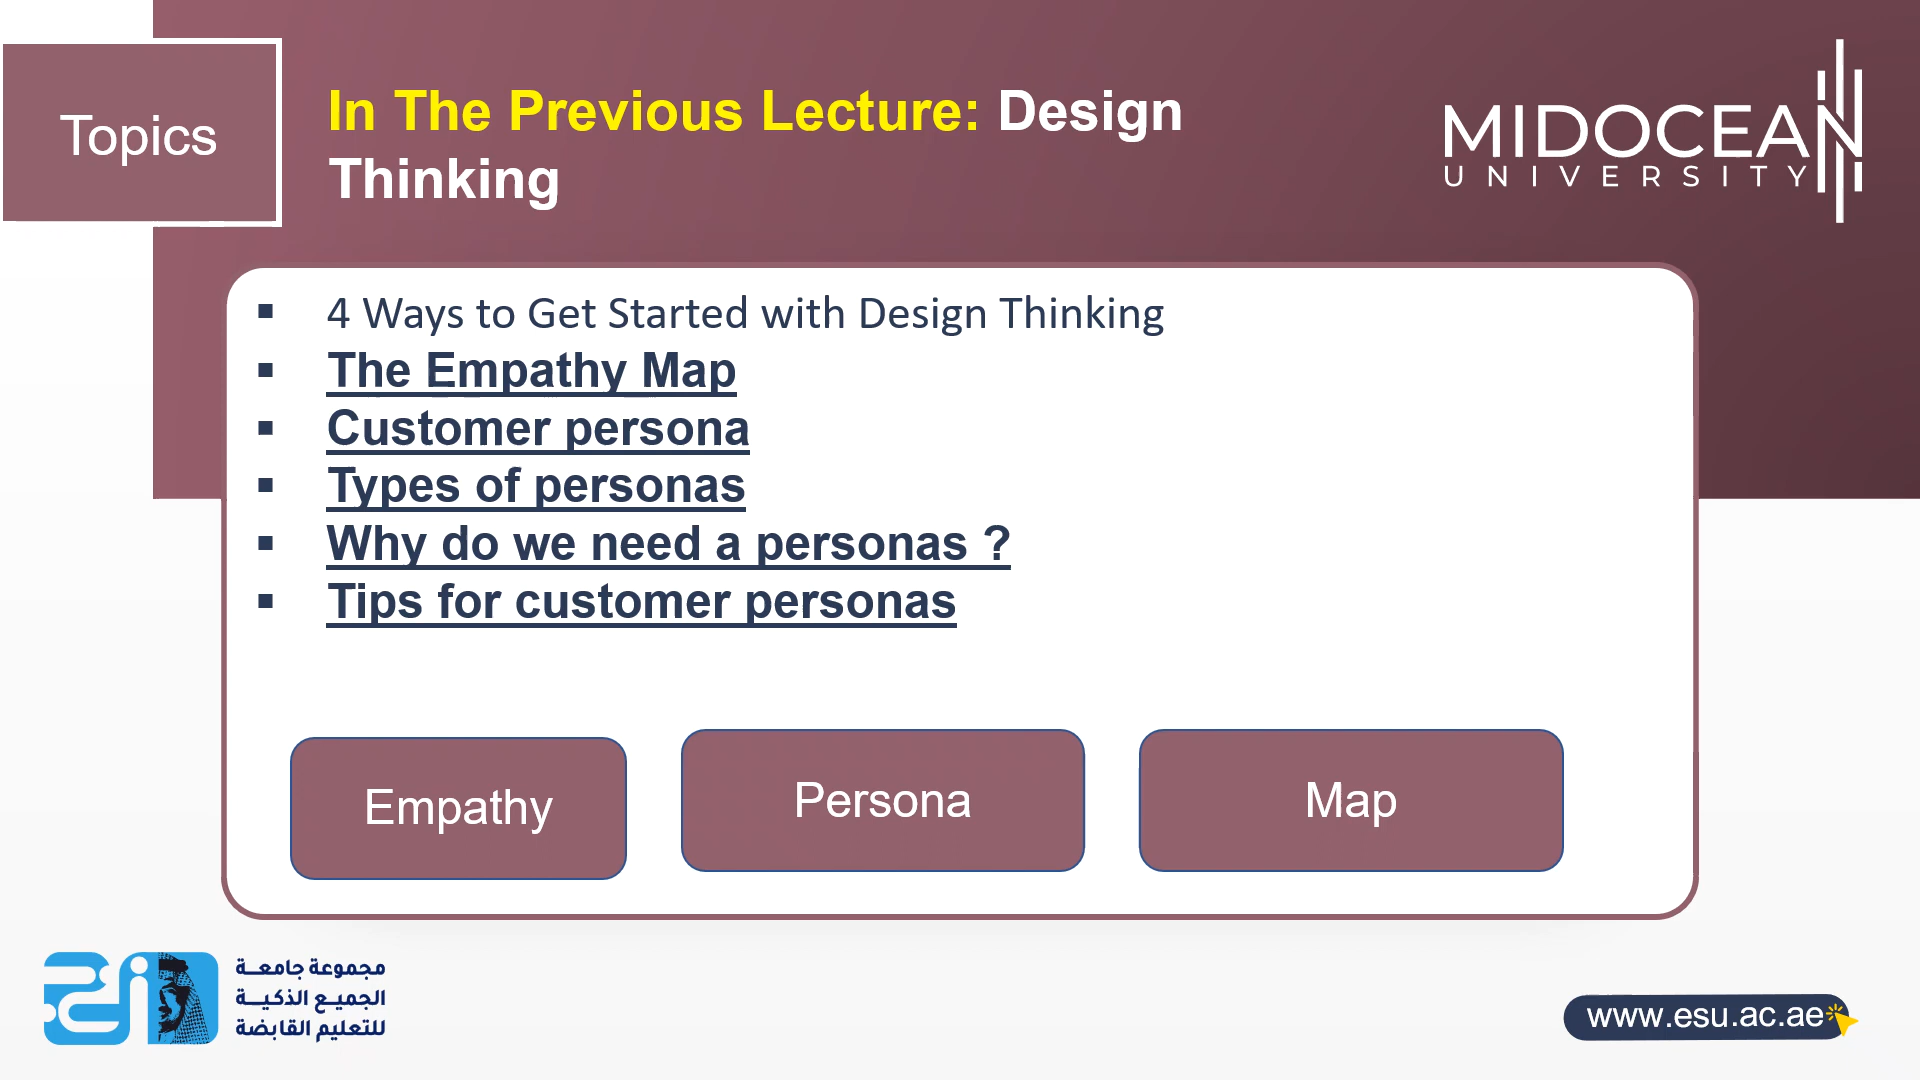 Topics
In The Previous Lecture: Design
Thinking
MIDOCEAN
UNIVERSITY
4 Ways to Get Started with Design Thinking
The Empathy Map
Customer persona
Types of personas
Why do we need a personas ?
Tips for customer personas
Empathy
Persona
Map
مجموعة جامعة
الجميع الذكية
للتعليم القابضة
www.esu.ac.ae